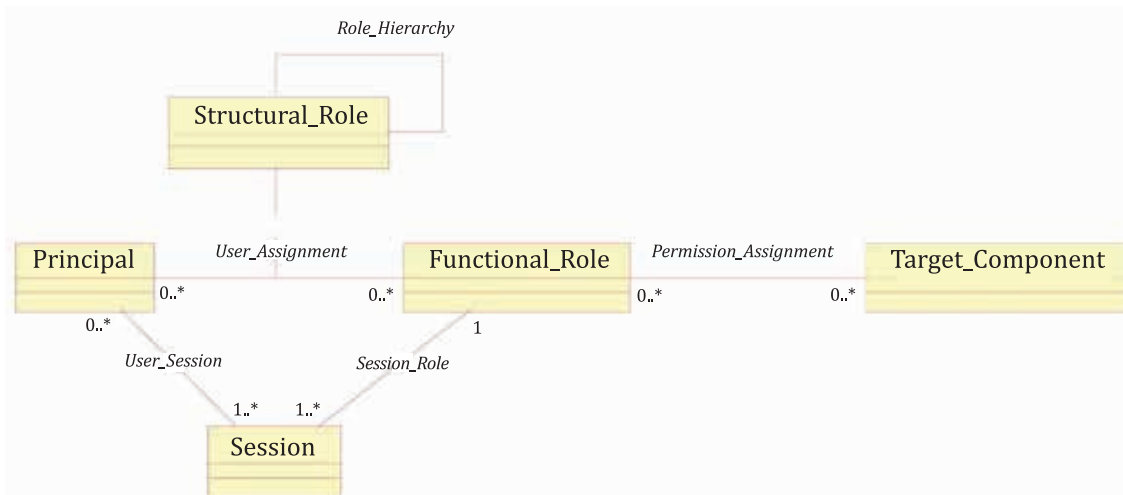 Role_Hierarchy
Structural_Role
Principal
User_Assignment
Functional_Role
Permission_Assignment
Target_Component
0..*
0..*
0..*
0..*
0..*
1
User_Session
Session_Role
1..*
1..*
Session